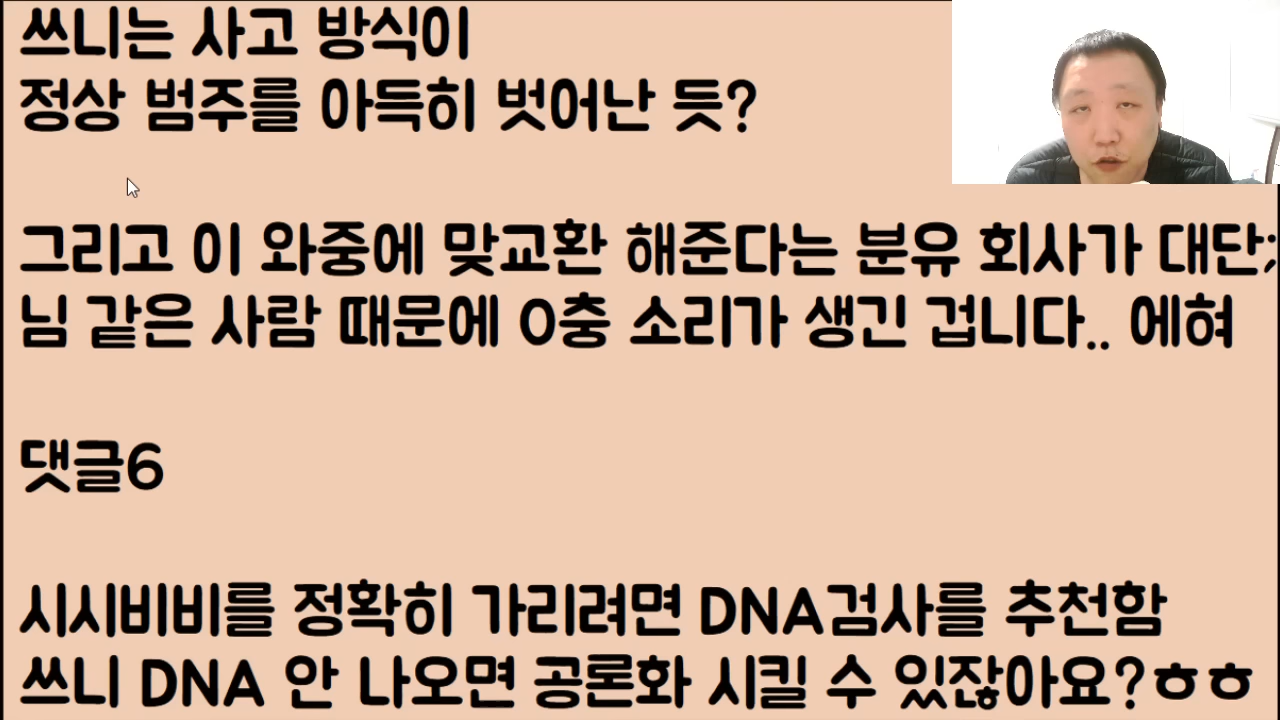 쓰니는 사고 방식이
정상 범주를 아득히 벗어난 듯?
그리고 이 와중에 맞교환 해준다는 분유 회사가 대단;
님 같은 사람 때문에 0충 소리가 생긴 겁니다.. 에혀
댓글6
시시비비를 정확히 가리려면 DNA검사를 추천함
쓰니 DNA 안 나오면 공론화 시킬 수 있잖아요?ㅎㅎ